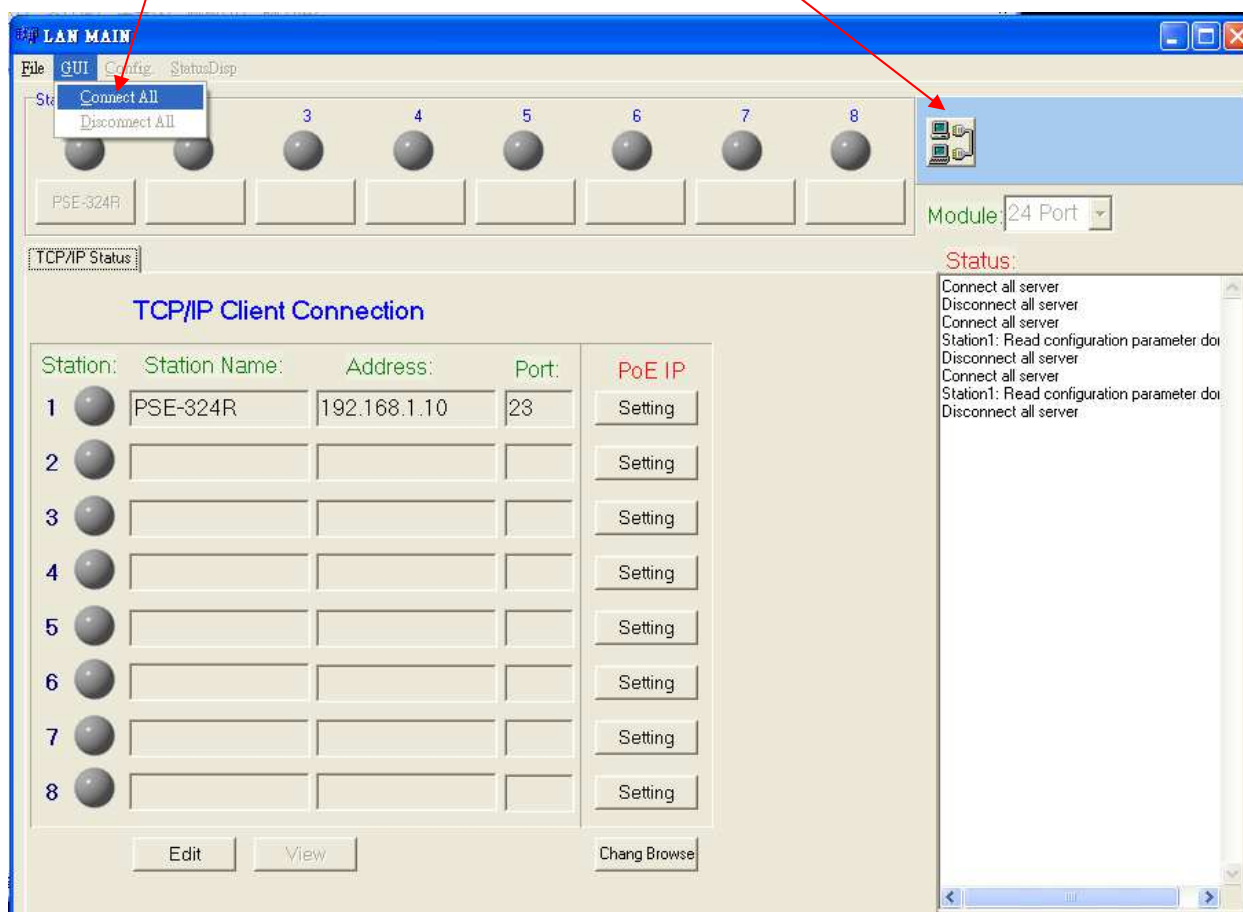 LAN MAIN
File GUI Config StatusDisp
Connect All
Disconnect All
3 4 5 6 7 8
PSE-324R
Module: 24 Port
TCP/IP Status
Status:
Connect all server
Disconnect all server
Connect all server
Station1: Read configuration parameter do
Disconnect all server
Connect all server
Station1: Read configuration parameter do
Disconnect all server
TCP/IP Client Connection
Station: Station Name: Address: Port: PoE IP
1 PSE-324R 192.168.1.10 23 Setting
2 Setting
3 Setting
4 Setting
5 Setting
6 Setting
7 Setting
8 Setting
Edit View Chang Browse